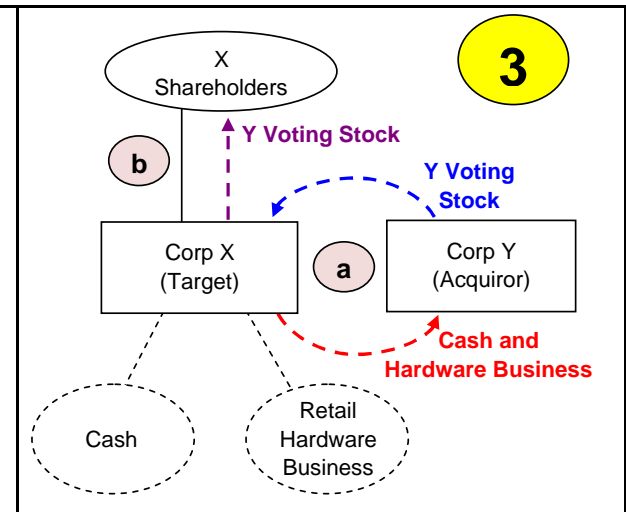 X
Shareholders
3
Y Voting Stock
b
Y Voting
Stock
Corp X
(Target)
a
Corp Y
(Acquiror)
Cash and
Hardware Business
Cash
Retail
Hardware
Business